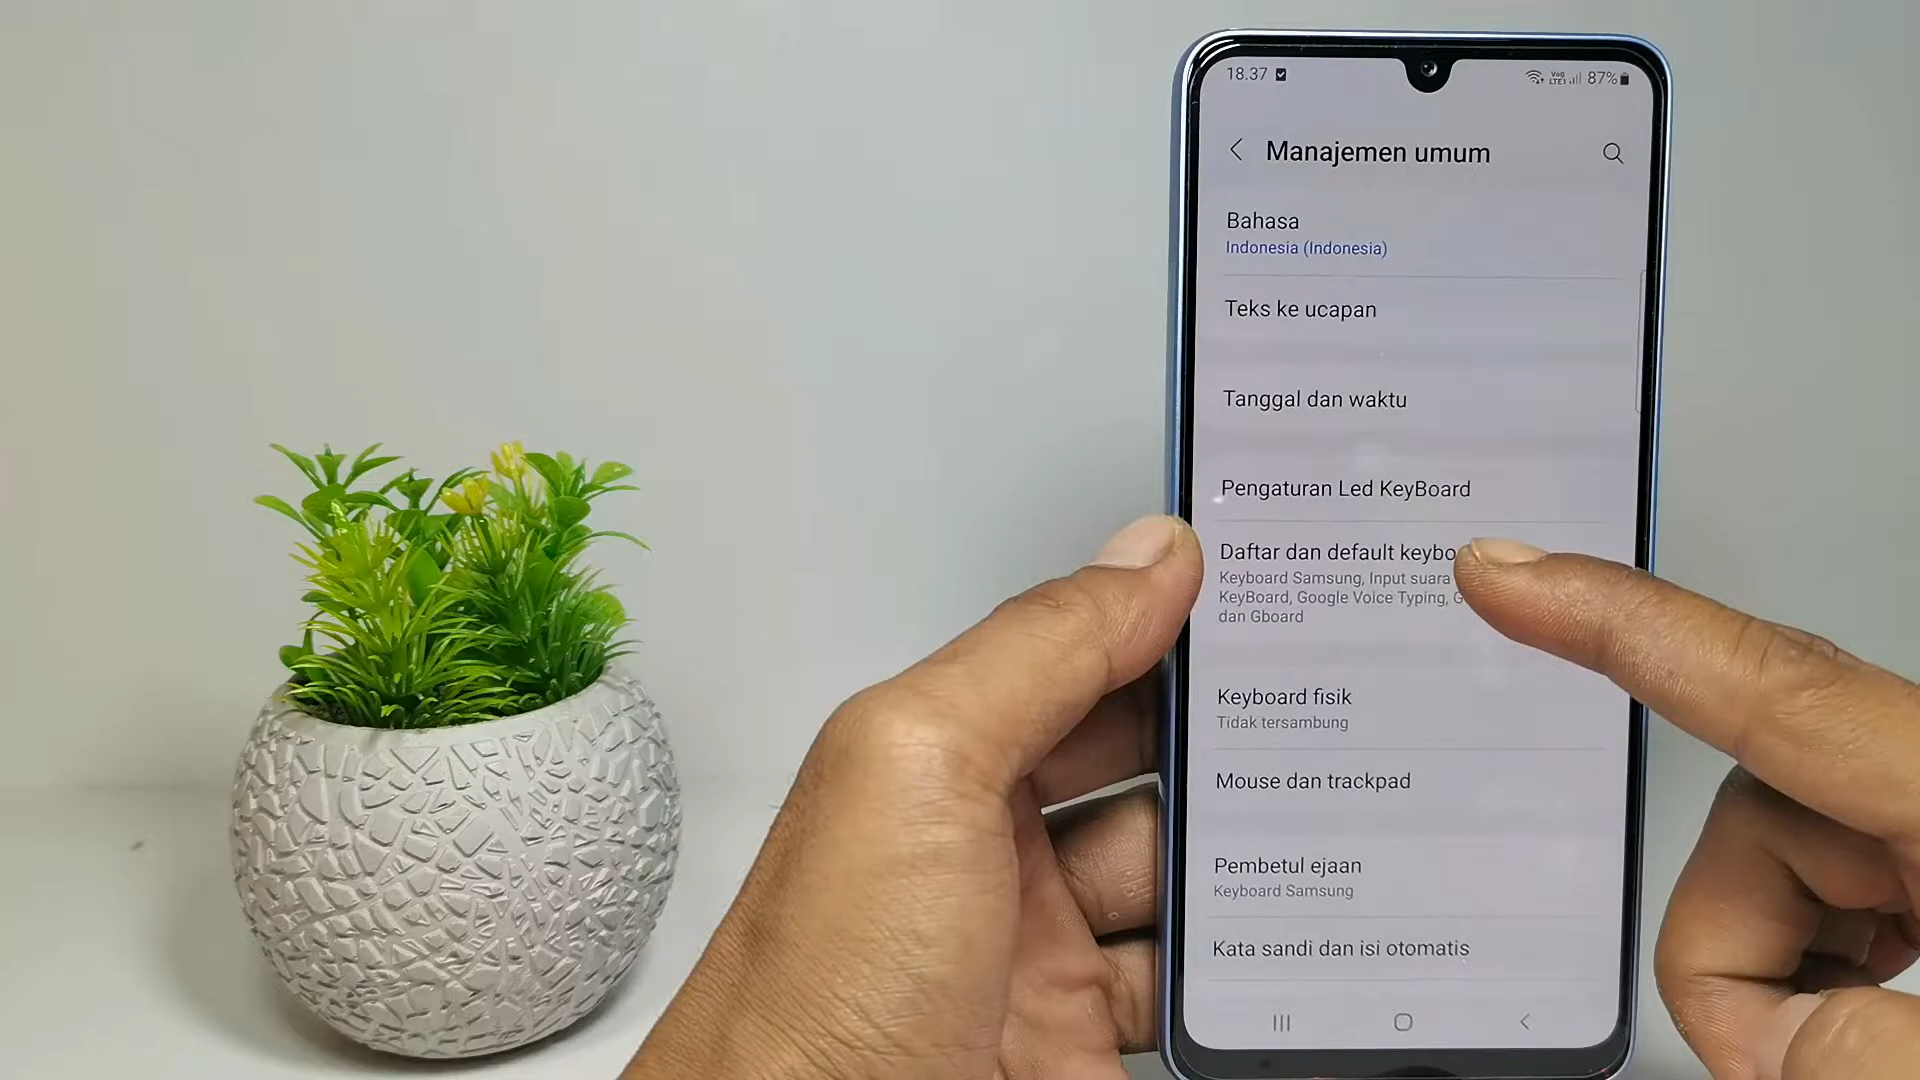 18.37
Vo))
LTE1
87%
Manajemen umum
Bahasa
Indonesia (Indonesia)
Teks ke ucapan
Tanggal dan waktu
Pengaturan Led KeyBoard
Daftar dan default keybo
Keyboard Samsung, Input suara
KeyBoard, Google Voice Typing, G
dan Gboard
Keyboard fisik
Tidak tersambung
Mouse dan trackpad
Pembetul ejaan
Keyboard Samsung
Kata sandi dan isi otomatis